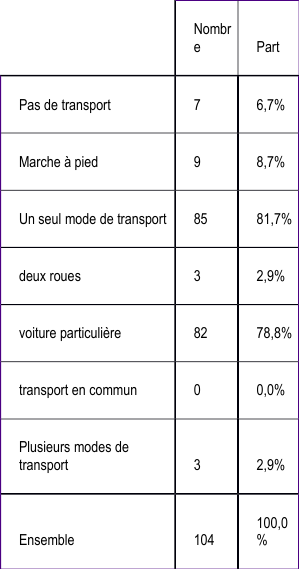 Nombr
e Part
Pas de transport 7 6,7%
Marche à pied 9 8,7%
Un seul mode de transport 85 81,7%
deux roues 3 2,9%
voiture particulière 82 78,8%
transport en commun 0 0,0%
Plusieurs modes de
transport 3 2,9%
100,0
Ensemble 104 %